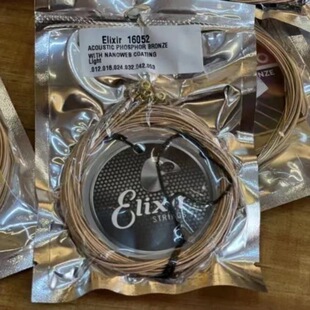 Elixir 16052
ACOUSTIC PHOSPHOR BRONZE
WITH NANOWEB COATING
Light
.012.016.024.032.042.053
Elixir
STRINGS